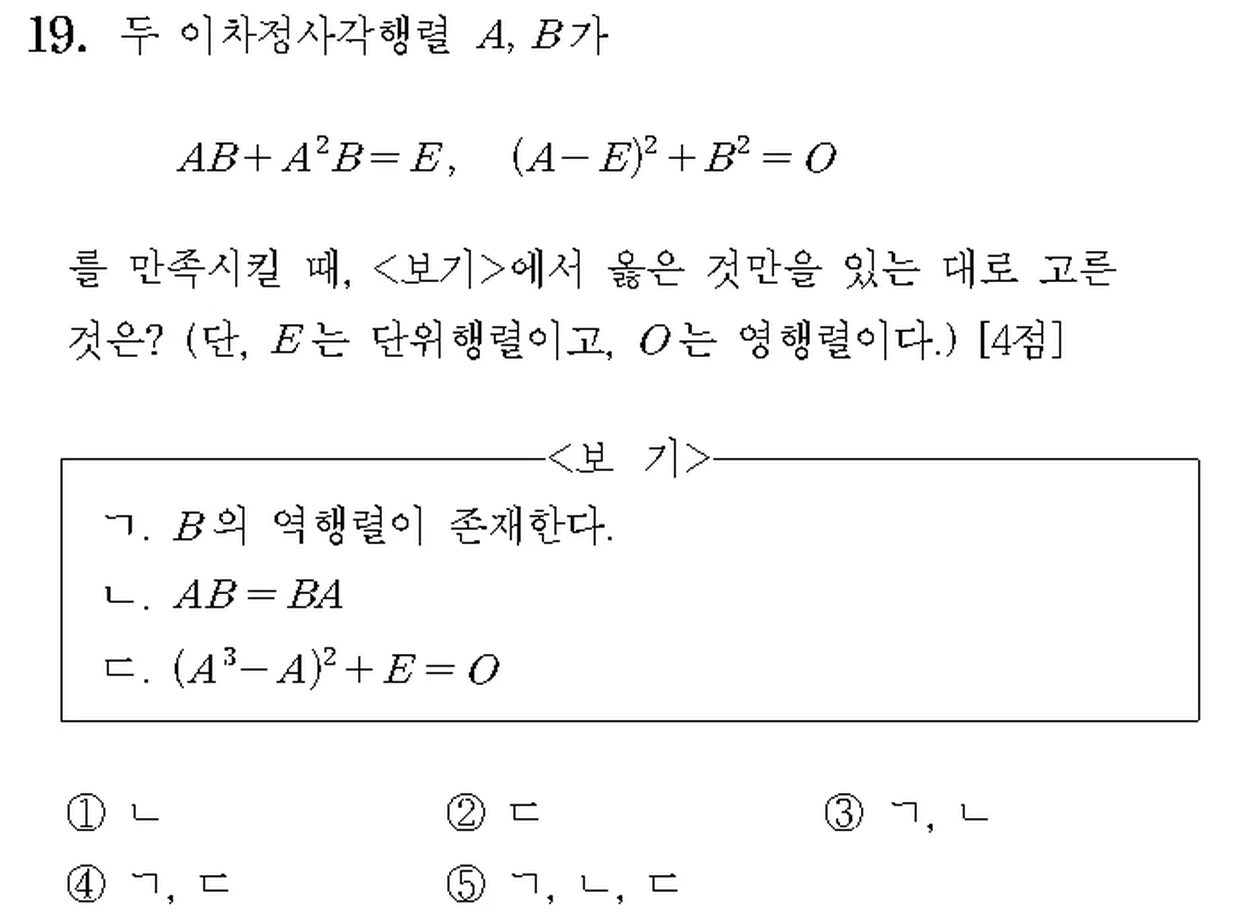 19. 두 이차정사각행렬 A, B가
AB+A²B=E, (A-E)²+B²=O
를 만족시킬 때, <보기>에서 옳은 것만을 있는 대로 고른
것은? (단, E는 단위행렬이고, O는 영행렬이다.) [4점]
<보 기>
ㄱ. B의 역행렬이 존재한다.
ㄴ. AB=BA
ㄷ. (A³-A)²+E=O
① ㄴ ② ㄷ ③ ㄱ, ㄴ
④ ㄱ, ㄷ ⑤ ㄱ, ㄴ, ㄷ